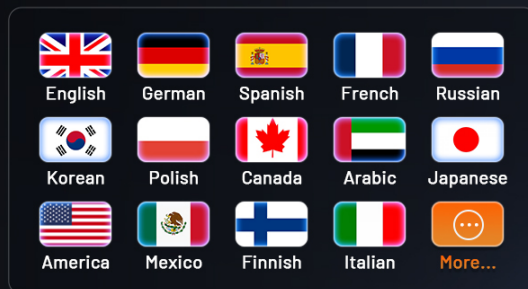 English German Spanish French Russian
Korean Polish Canada Arabic Japanese
America Mexico Finnish Italian More...